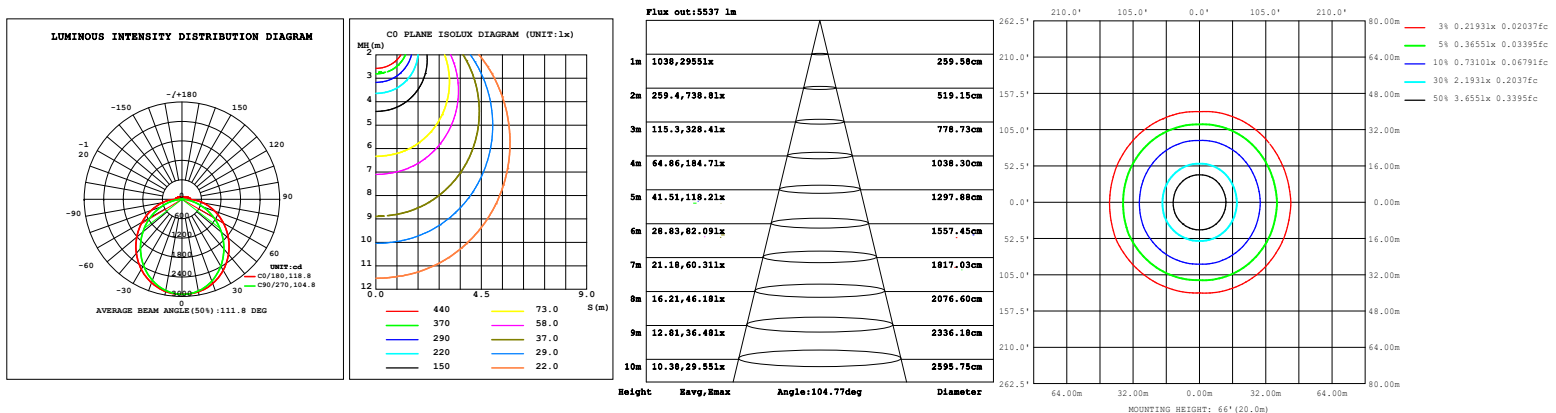 LUMINOUS INTENSITY DISTRIBUTION DIAGRAM
-/+180
-150
150
-1
20
120
-90
90
-60
60
-30
30
0
0
600
1200
1800
2400
3000
UNIT:cd
C0/180,118.8
C90/270,104.8
AVERAGE BEAM ANGLE(50%):111.8 DEG
C0 PLANE ISOLUX DIAGRAM (UNIT:lx)
MH(m)
2
3
4
5
6
7
8
9
10
11
12
0.0
4.5
9.0
S(m)
440
73.0
370
58.0
290
37.0
220
29.0
150
22.0
Flux out:5537 lm
1m 1038,2955lx 259.58cm
2m 259.4,738.8lx 519.15cm
3m 115.3,328.4lx 778.73cm
4m 64.86,184.7lx 1038.30cm
5m 41.51,118.2lx 1297.88cm
6m 28.83,82.09lx 1557.45cm
7m 21.18,60.31lx 1817.03cm
8m 16.21,46.18lx 2076.60cm
9m 12.81,36.48lx 2336.18cm
10m 10.38,29.55lx 2595.75cm
Height Eavg,Emax Angle:104.77deg Diameter
210.0' 105.0' 0.0' 105.0' 210.0'
262.5' 80.00m
210.0' 64.00m
157.5' 48.00m
105.0' 32.00m
52.5' 16.00m
0.0' 0.00m
52.5' 16.00m
105.0' 32.00m
157.5' 48.00m
210.0' 64.00m
262.5' 80.00m
64.00m 32.00m 0.00m 32.00m 64.00m
MOUNTING HEIGHT: 66'(20.0m)
3% 0.2193lx 0.02037fc
5% 0.3655lx 0.03395fc
10% 0.7310lx 0.06791fc
30% 2.193lx 0.2037fc
50% 3.655lx 0.3395fc